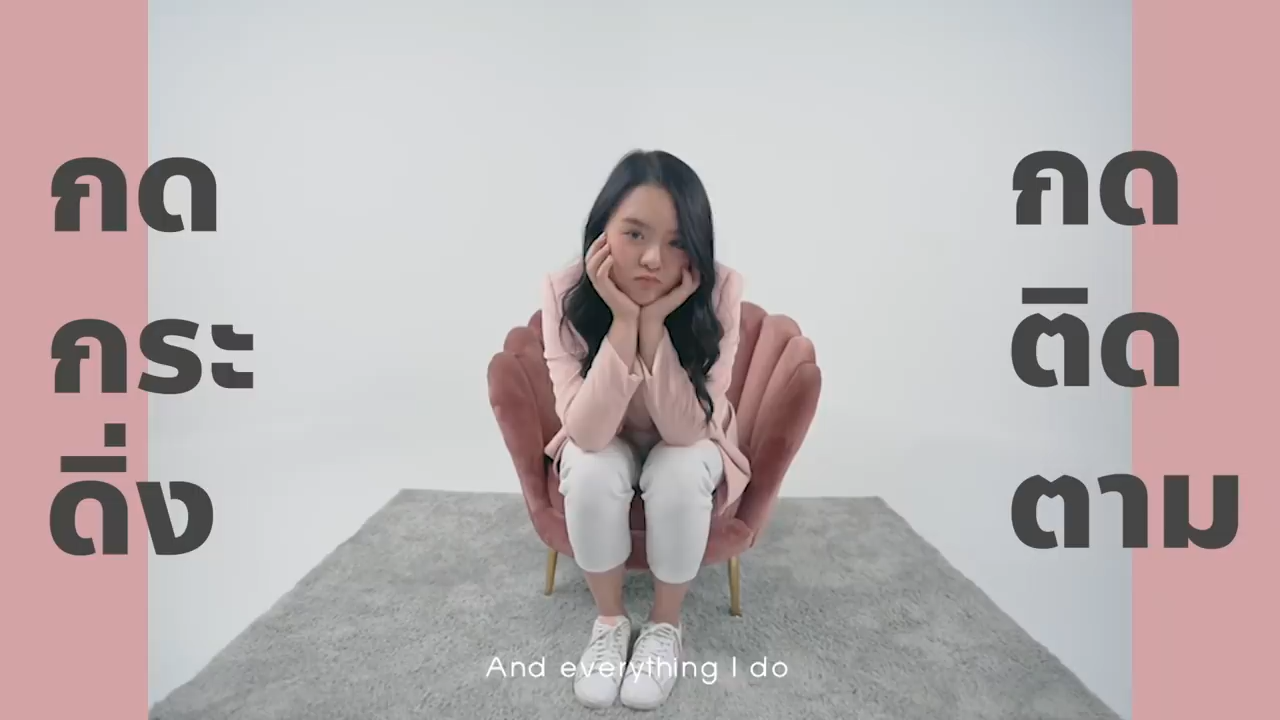 กด
กระ
ดิ่ง
กด
ติด
ตาม
And everything I do